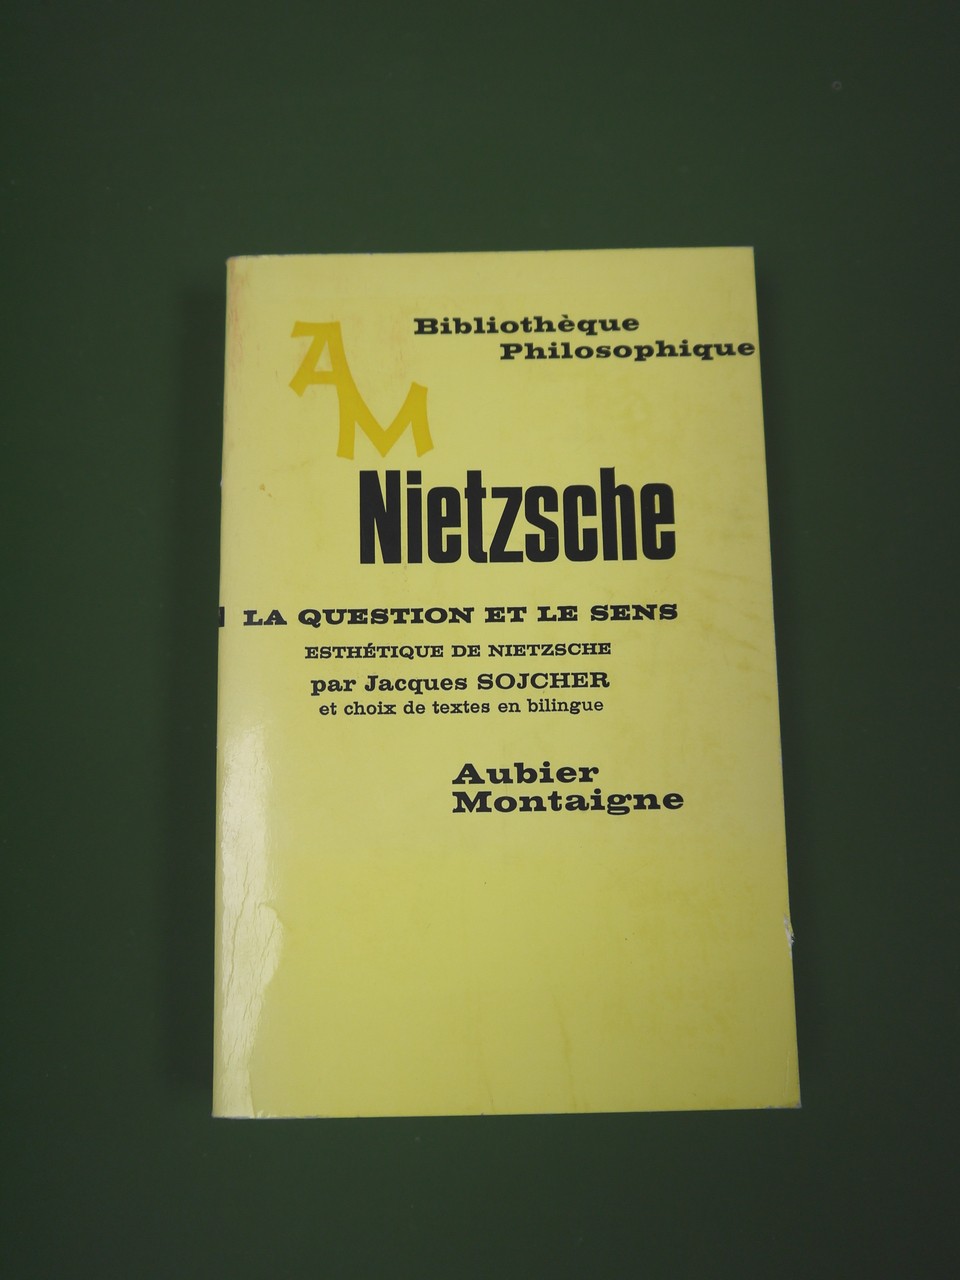 Bibliothèque
Philosophique
AM
Nietzsche
LA QUESTION ET LE SENS
ESTHÉTIQUE DE NIETZSCHE
par Jacques SOJCHER
et choix de textes en bilingue
Aubier
Montaigne